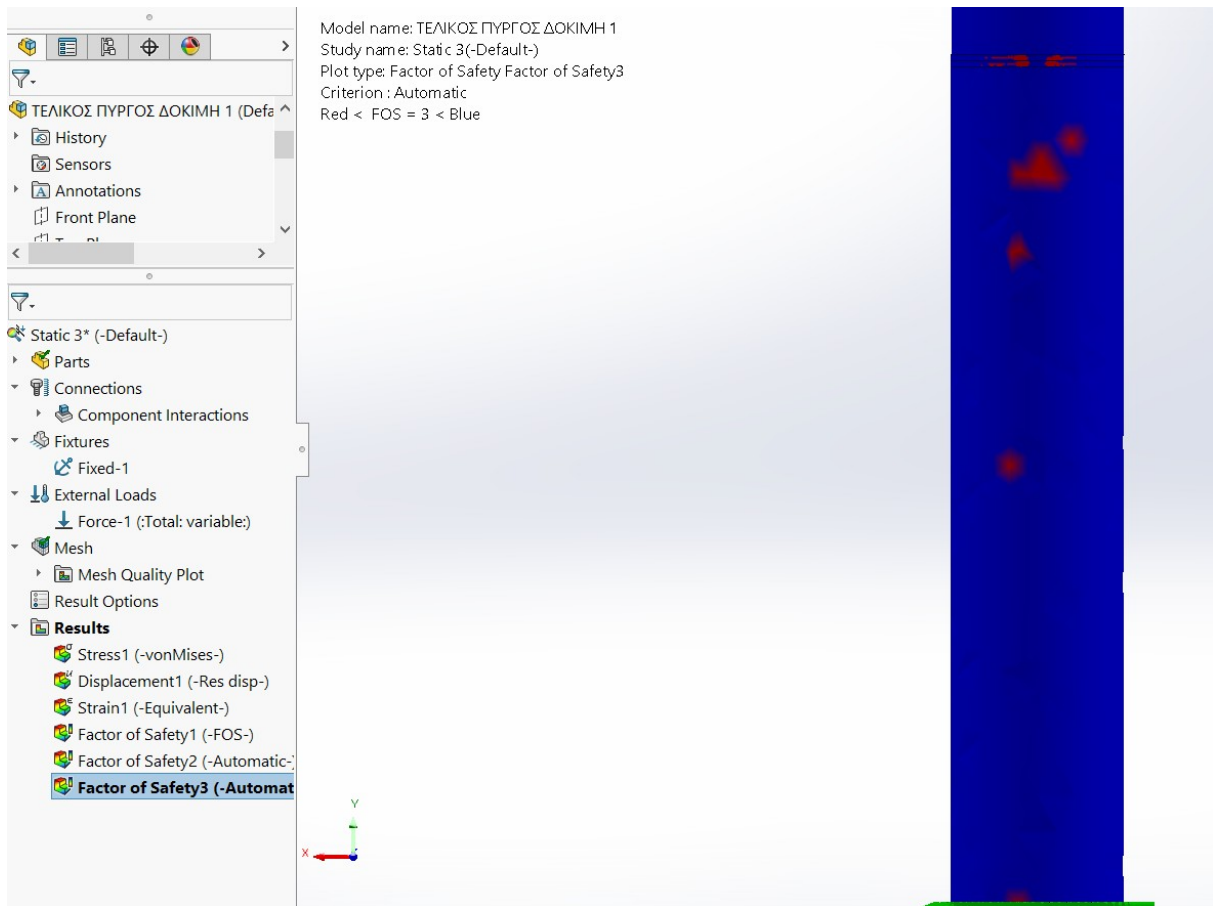 Model name: ΤΕΛΙΚΟΣ ΠΥΡΓΟΣ ΔΟΚΙΜΗ 1
Study name: Static 3(-Default-)
Plot type: Factor of Safety Factor of Safety3
Criterion : Automatic
Red < FOS = 3 < Blue
ΤΕΛΙΚΟΣ ΠΥΡΓΟΣ ΔΟΚΙΜΗ 1 (Defa
History
Sensors
Annotations
Front Plane
Static 3* (-Default-)
Parts
Connections
Component Interactions
Fixtures
Fixed-1
External Loads
Force-1 (:Total: variable:)
Mesh
Mesh Quality Plot
Result Options
Results
Stress1 (-vonMises-)
Displacement1 (-Res disp-)
Strain1 (-Equivalent-)
Factor of Safety1 (-FOS-)
Factor of Safety2 (-Automatic-)
Factor of Safety3 (-Automat
Y
X